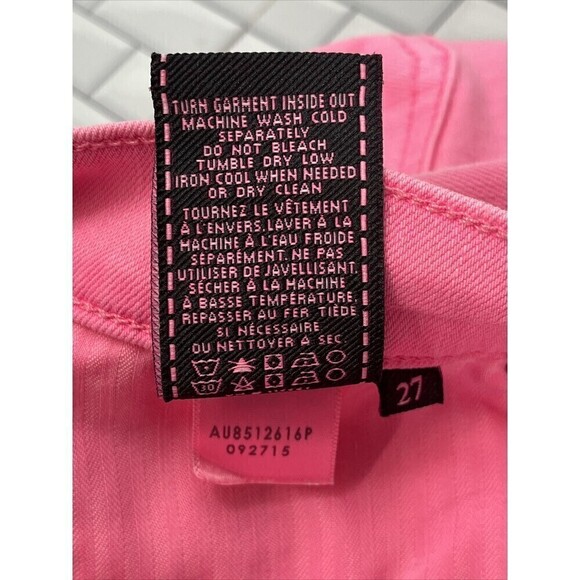 TURN GARMENT INSIDE OUT
MACHINE WASH COLD
SEPARATELY
DO NOT BLEACH
TUMBLE DRY LOW
IRON COOL WHEN NEEDED
OR DRY CLEAN
TOURNEZ LE VÊTEMENT
À L'ENVERS.LAVER À LA
MACHINE À L'EAU FROIDE
SÉPARÉMENT.NE PAS
UTILISER DE JAVELLISANT.
SÉCHER À LA MACHINE
À BASSE TEMPÉRATURE.
REPASSER AU FER TIÈDE
SI NÉCESSAIRE
OU NETTOYER À SEC.
30
27
AU8512616P
092715